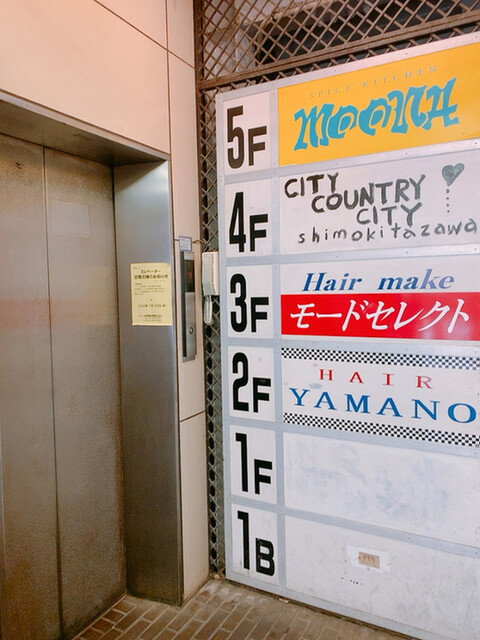 5F
SPICE KITCHEN
MOONA
4F
CITY
COUNTRY
CITY
shimokitazawa
3F
Hair make
モードセレクト
2F
HAIR
YAMANO
1F
1B
エレベーター